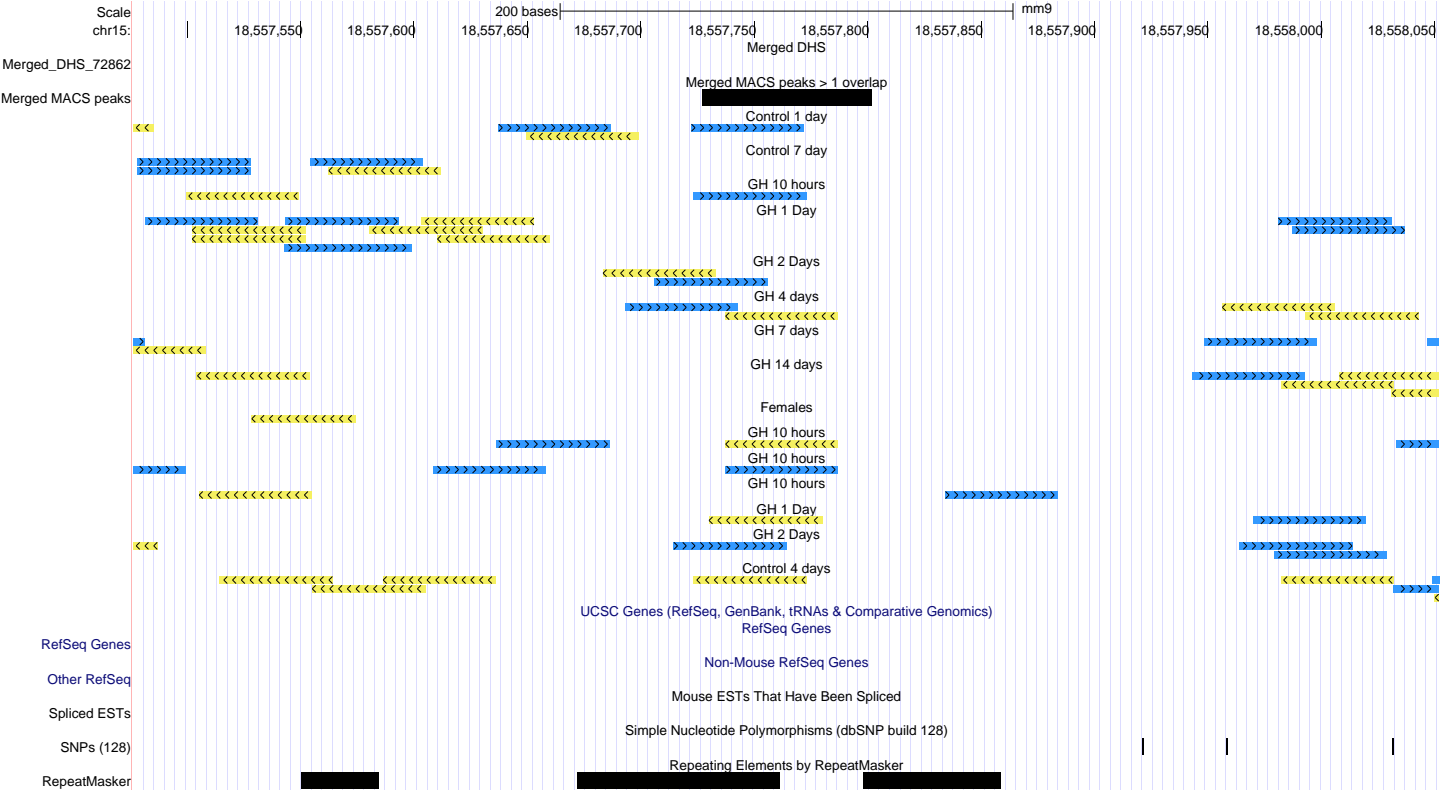 Scale 200 bases mm9
chr15: 18,557,550 18,557,600 18,557,650 18,557,700 18,557,750 18,557,800 18,557,850 18,557,900 18,557,950 18,558,000 18,558,050
Merged DHS
Merged_DHS_72862
Merged MACS peaks > 1 overlap
Merged MACS peaks
Control 1 day
Control 7 day
GH 10 hours
GH 1 Day
GH 2 Days
GH 4 days
GH 7 days
GH 14 days
Females
GH 10 hours
GH 10 hours
GH 10 hours
GH 1 Day
GH 2 Days
Control 4 days
UCSC Genes (RefSeq, GenBank, tRNAs & Comparative Genomics)
RefSeq Genes
RefSeq Genes
Non-Mouse RefSeq Genes
Other RefSeq
Mouse ESTs That Have Been Spliced
Spliced ESTs
Simple Nucleotide Polymorphisms (dbSNP build 128)
SNPs (128)
Repeating Elements by RepeatMasker
RepeatMasker